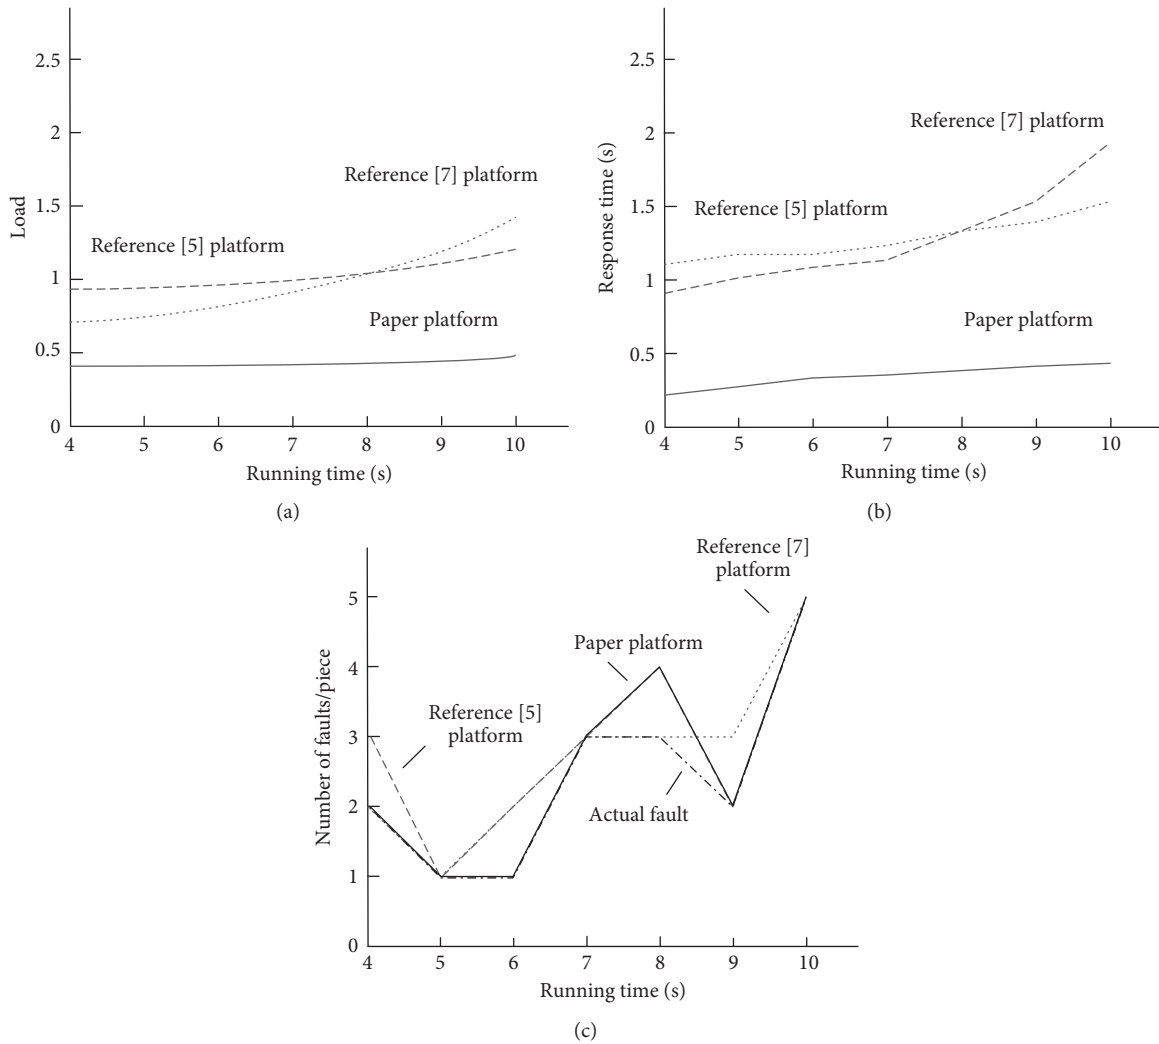 2.5
2
1.5
1
0.5
0
Load
Reference [7] platform
Reference [5] platform
Paper platform
4 5 6 7 8 9 10
Running time (s)
(a)
2.5
2
1.5
1
0.5
0
Response time (s)
Reference [7] platform
Reference [5] platform
Paper platform
4 5 6 7 8 9 10
Running time (s)
(b)
5
4
3
2
1
0
Number of faults/piece
Reference [7]
platform
Paper platform
Reference [5]
platform
Actual fault
4 5 6 7 8 9 10
Running time (s)
(c)